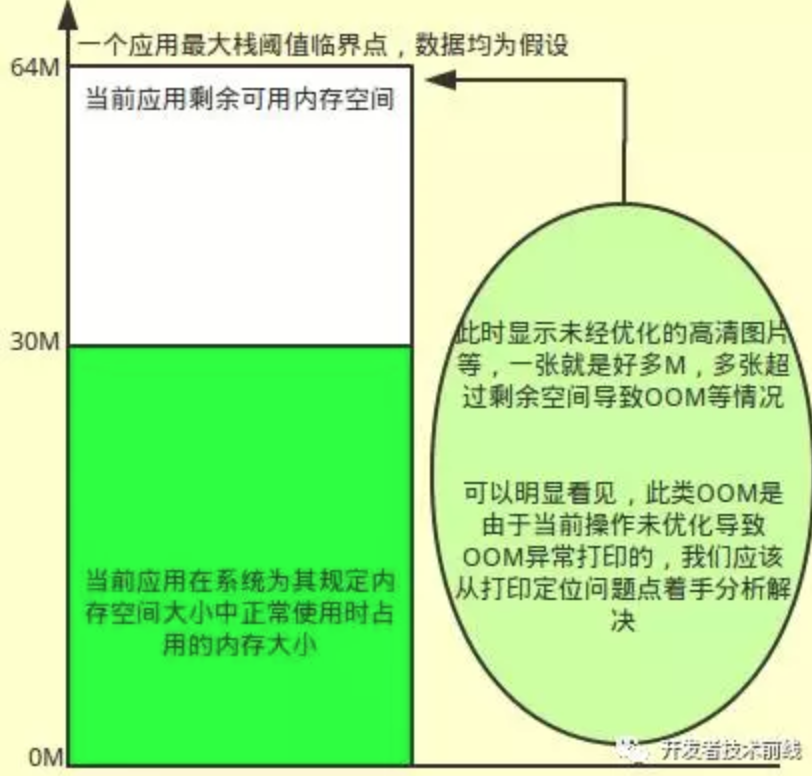 一个应用最大栈阈值临界点，数据均为假设
64M
当前应用剩余可用内存空间
30M
此时显示未经优化的高清图片
等，一张就是好多M，多张超
过剩余空间导致OOM等情况
可以明显看见，此类OOM是
由于当前操作未优化导致
OOM异常打印的，我们应该
从打印定位问题点着手分析解
决
当前应用在系统为其规定内
存空间大小中正常使用时占
用的内存大小
0M
开发者技术前线